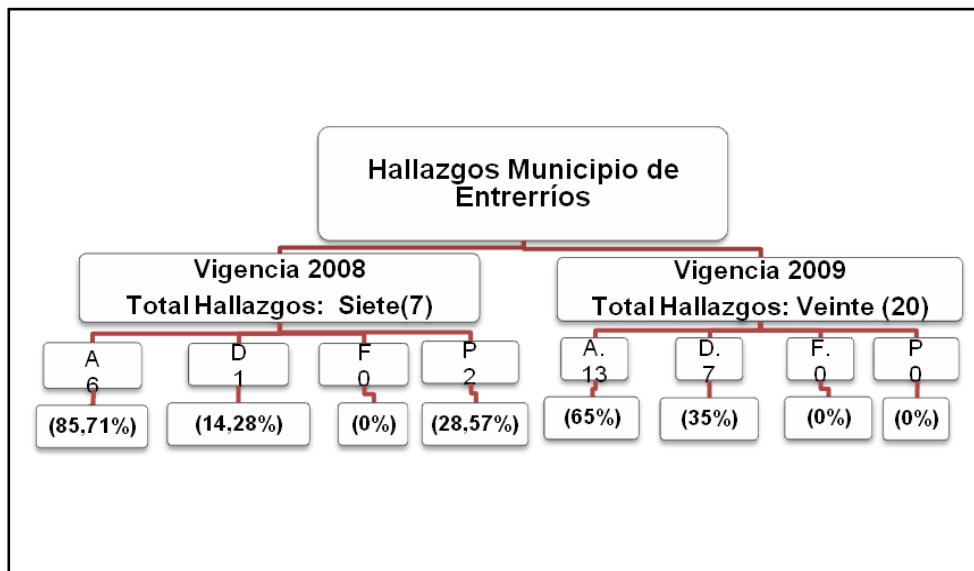 Hallazgos Municipio de
Entrerríos
Vigencia 2008
Total Hallazgos: Siete(7)
Vigencia 2009
Total Hallazgos: Veinte (20)
A
6
D
1
F
0
P
2
A.
13
D.
7
F.
0
P
0
(85,71%)
(14,28%)
(0%)
(28,57%)
(65%)
(35%)
(0%)
(0%)